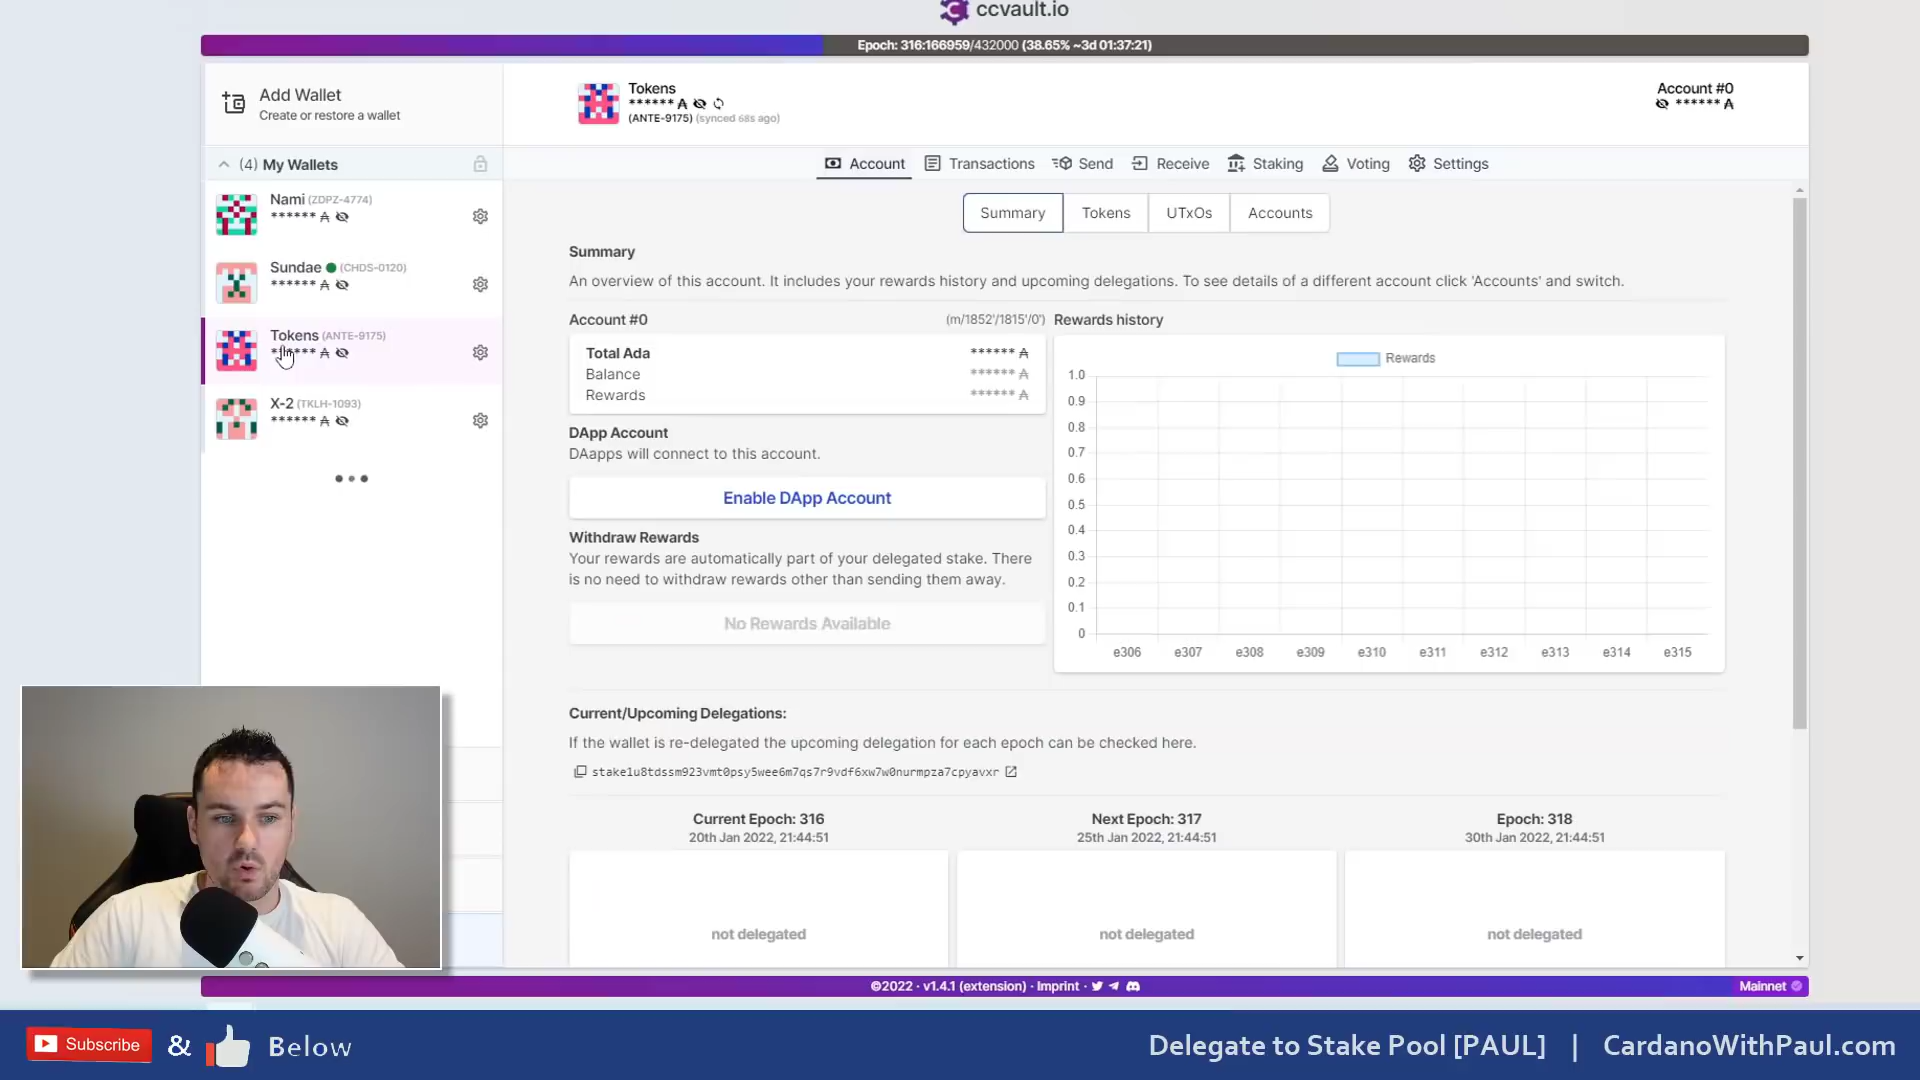 ccvault.io
Epoch: 316:166959/432000 (38.65% ~3d 01:37:21)
Add Wallet
Create or restore a wallet
(4) My Wallets
Nami (ZDPZ-4774)
****** ₳
Sundae (CHDS-0120)
****** ₳
Tokens (ANTE-9175)
****** ₳
X-2 (TKLH-1093)
****** ₳
Tokens
****** ₳
(ANTE-9175) (synced 68s ago)
Account #0
****** ₳
Account Transactions Send Receive Staking Voting Settings
Summary Tokens UTxOs Accounts
Summary
An overview of this account. It includes your rewards history and upcoming delegations. To see details of a different account click 'Accounts' and switch.
Account #0 (m/1852'/1815'/0')
Total Ada ****** ₳
Balance ****** ₳
Rewards ****** ₳
DApp Account
DAapps will connect to this account.
Enable DApp Account
Withdraw Rewards
Your rewards are automatically part of your delegated stake. There
is no need to withdraw rewards other than sending them away.
No Rewards Available
Rewards history
Rewards
1.0
0.9
0.8
0.7
0.6
0.5
0.4
0.3
0.2
0.1
0
e306 e307 e308 e309 e310 e311 e312 e313 e314 e315
Current/Upcoming Delegations:
If the wallet is re-delegated the upcoming delegation for each epoch can be checked here.
stake1u8tdssm923vmt0psy5wee6m7qs7r9vdf6xw7w0nurmpza7cpyavxr
Current Epoch: 316
20th Jan 2022, 21:44:51
not delegated
Next Epoch: 317
25th Jan 2022, 21:44:51
not delegated
Epoch: 318
30th Jan 2022, 21:44:51
not delegated
©2022 · v1.4.1 (extension) · Imprint ·
Mainnet
Subscribe & Below
Delegate to Stake Pool [PAUL] | CardanoWithPaul.com